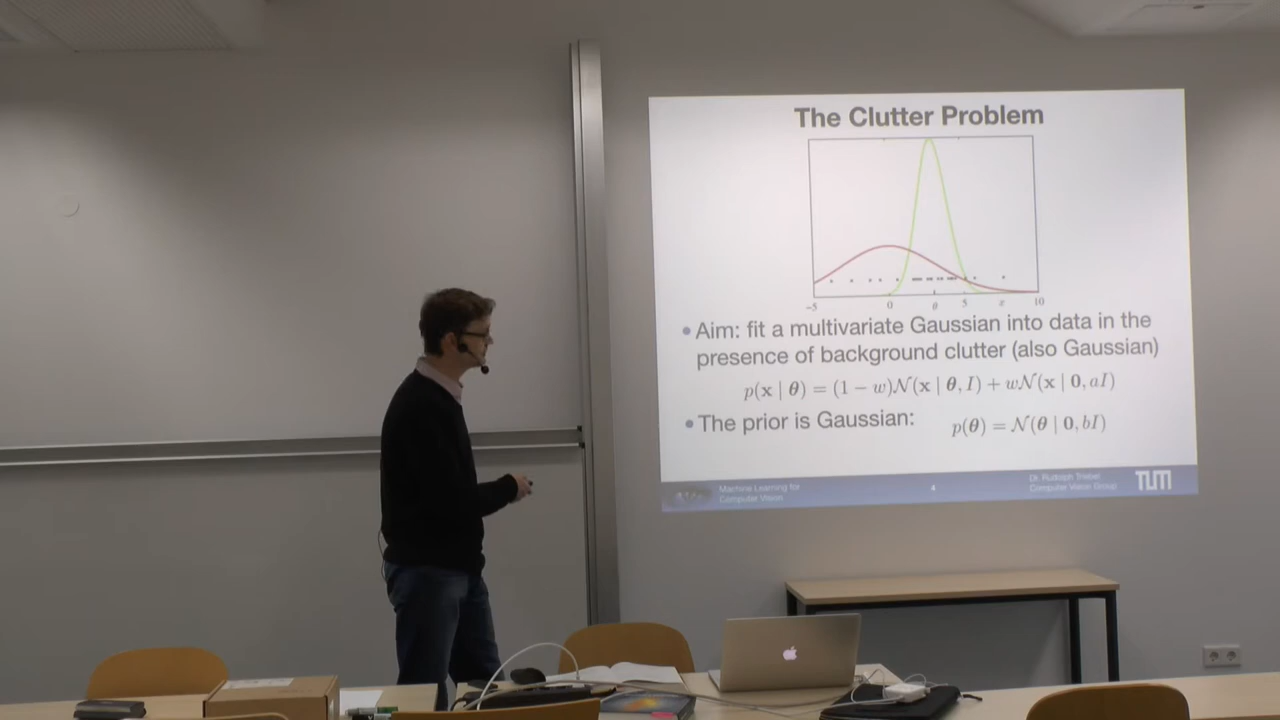 The Clutter Problem
−5 0 θ 5 x 10
• Aim: fit a multivariate Gaussian into data in the
presence of background clutter (also Gaussian)
p(x | θ) = (1 − w)N(x | θ, I) + wN(x | 0, aI)
• The prior is Gaussian: p(θ) = N(θ | 0, bI)
Machine Learning for
Computer Vision
4
Dr. Rudolph Triebel
Computer Vision Group
TUM